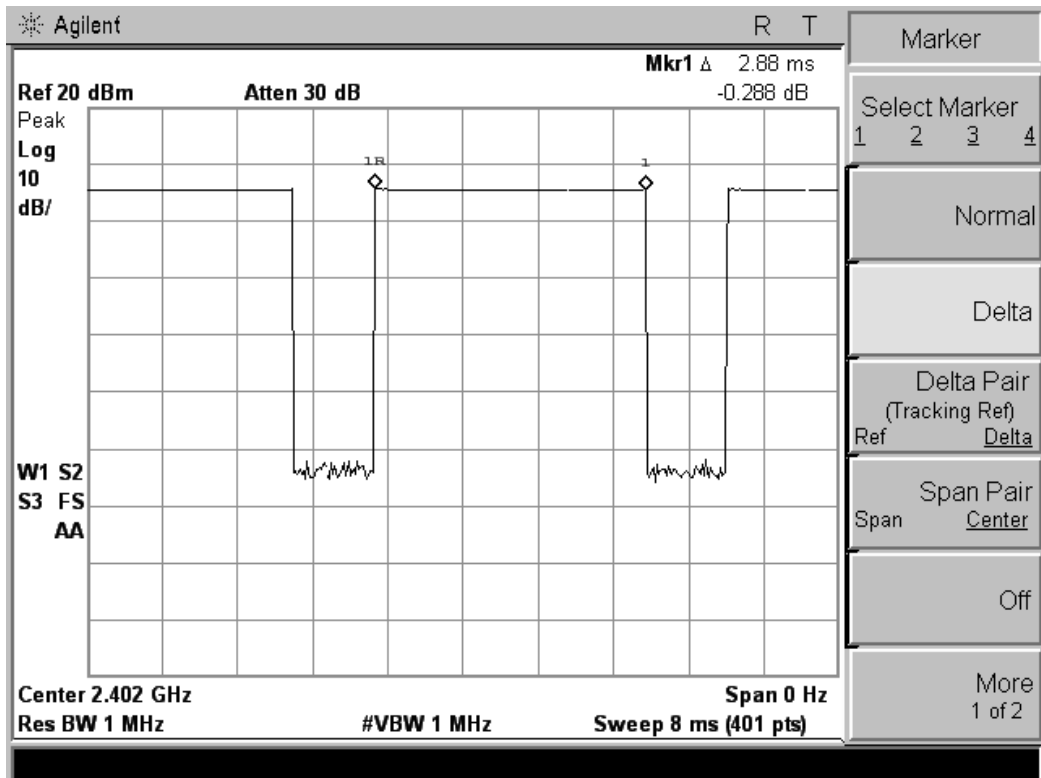 Agilent R T
Mkr1 Δ 2.88 ms
Ref 20 dBm Atten 30 dB -0.288 dB
Peak
Log
10
dB/
1R
1
W1 S2
S3 FS
AA
Center 2.402 GHz Span 0 Hz
Res BW 1 MHz #VBW 1 MHz Sweep 8 ms (401 pts)
Marker
Select Marker
1 2 3 4
Normal
Delta
Delta Pair
(Tracking Ref)
Ref Delta
Span Pair
Span Center
Off
More
1 of 2